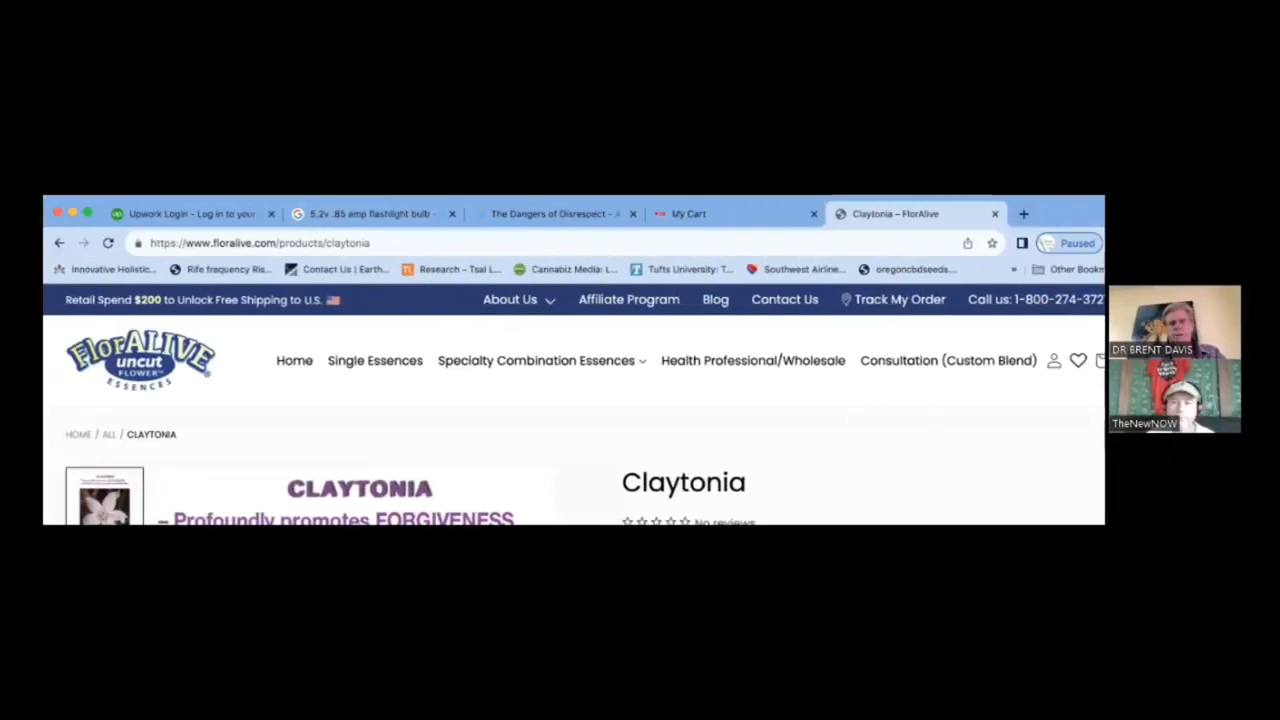 Upwork Login - Log in to your
5.2v .85 amp flashlight bulb -
The Dangers of Disrespect - A
My Cart
Claytonia – FlorAlive
https://www.floralive.com/products/claytonia
Paused
Innovative Holistic...
Rife frequency Ris...
Contact Us | Earth...
Research – Tsai L...
Cannabiz Media: L...
Tufts University: T...
Southwest Airline...
oregoncbdseeds....
» Other Bookm
Retail Spend $200 to Unlock Free Shipping to U.S.
About Us
Affiliate Program
Blog
Contact Us
Track My Order
Call us: 1-800-274-372
FlorALIVE
uncut
FLOWER™
ESSENCES
Home
Single Essences
Specialty Combination Essences
Health Professional/Wholesale
Consultation (Custom Blend)
DR BRENT DAVIS
TheNewNOW
HOME / ALL / CLAYTONIA
CLAYTONIA
– Profoundly promotes FORGIVENESS
Claytonia
No reviews